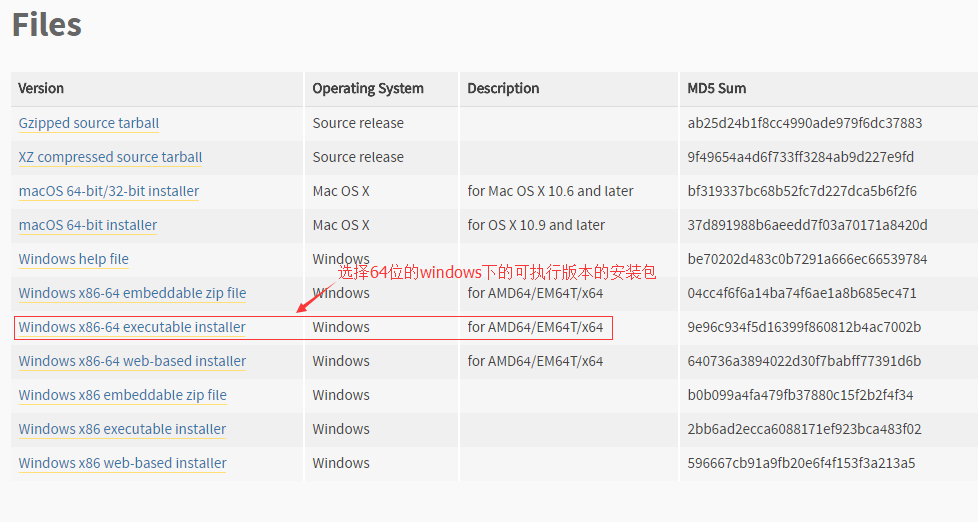 Files
Version Operating System Description MD5 Sum
Gzipped source tarball Source release ab25d24b1f8cc4990ade979f6dc37883
XZ compressed source tarball Source release 9f49654a4d6f733ff3284ab9d227e9fd
macOS 64-bit/32-bit installer Mac OS X for Mac OS X 10.6 and later bf319337bc68b52fc7d227dca5b6f2f6
macOS 64-bit installer Mac OS X for OS X 10.9 and later 37d891988b6aeedd7f03a70171a8420d
Windows help file Windows be70202d483c0b7291a666ec66539784
选择64位的windows下的可执行版本的安装包
Windows x86-64 embeddable zip file Windows for AMD64/EM64T/x64 04cc4f6f6a14ba74f6ae1a8b685ec471
Windows x86-64 executable installer Windows for AMD64/EM64T/x64 9e96c934f5d16399f860812b4ac7002b
Windows x86-64 web-based installer Windows for AMD64/EM64T/x64 640736a3894022d30f7babff77391d6b
Windows x86 embeddable zip file Windows b0b099a4fa479fb37880c15f2b2f4f34
Windows x86 executable installer Windows 2bb6ad2ecca6088171ef923bca483f02
Windows x86 web-based installer Windows 596667cb91a9fb20e6f4f153f3a213a5